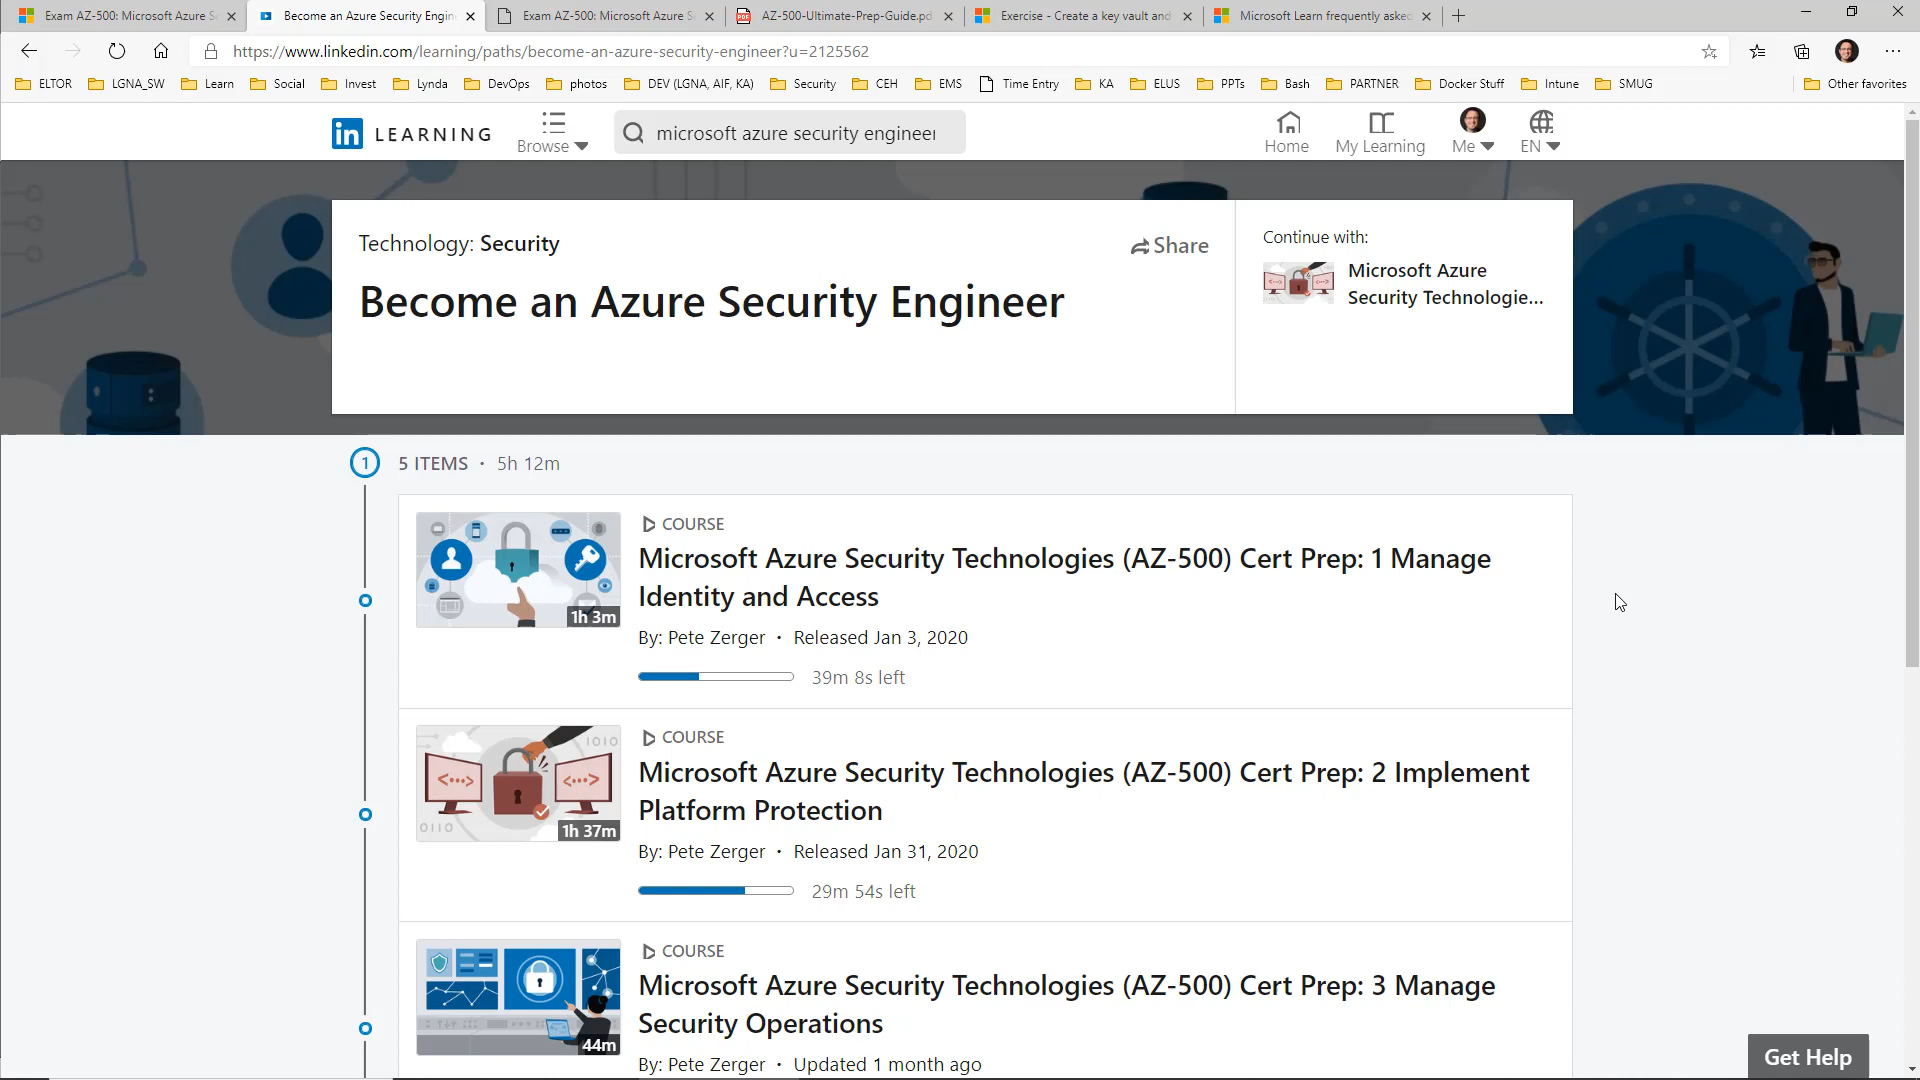 Exam AZ-500: Microsoft Azure S
Become an Azure Security Engin
Exam AZ-500: Microsoft Azure S
AZ-500-Ultimate-Prep-Guide.pd
Exercise - Create a key vault and
Microsoft Learn frequently aske
https://www.linkedin.com/learning/paths/become-an-azure-security-engineer?u=2125562
ELTOR LGNA_SW Learn Social Invest Lynda DevOps photos DEV (LGNA, AIF, KA) Security CEH EMS Time Entry KA ELUS PPTs Bash PARTNER Docker Stuff Intune SMUG Other favorites
in LEARNING
Browse
microsoft azure security engineer
Home
My Learning
Me
EN
Technology: Security
Share
Become an Azure Security Engineer
Continue with:
Microsoft Azure
Security Technologie...
1 5 ITEMS • 5h 12m
COURSE
Microsoft Azure Security Technologies (AZ-500) Cert Prep: 1 Manage
Identity and Access
1h 3m
By: Pete Zerger • Released Jan 3, 2020
39m 8s left
COURSE
Microsoft Azure Security Technologies (AZ-500) Cert Prep: 2 Implement
Platform Protection
1010
0110
1h 37m
By: Pete Zerger • Released Jan 31, 2020
29m 54s left
COURSE
Microsoft Azure Security Technologies (AZ-500) Cert Prep: 3 Manage
Security Operations
44m
By: Pete Zerger • Updated 1 month ago
Get Help